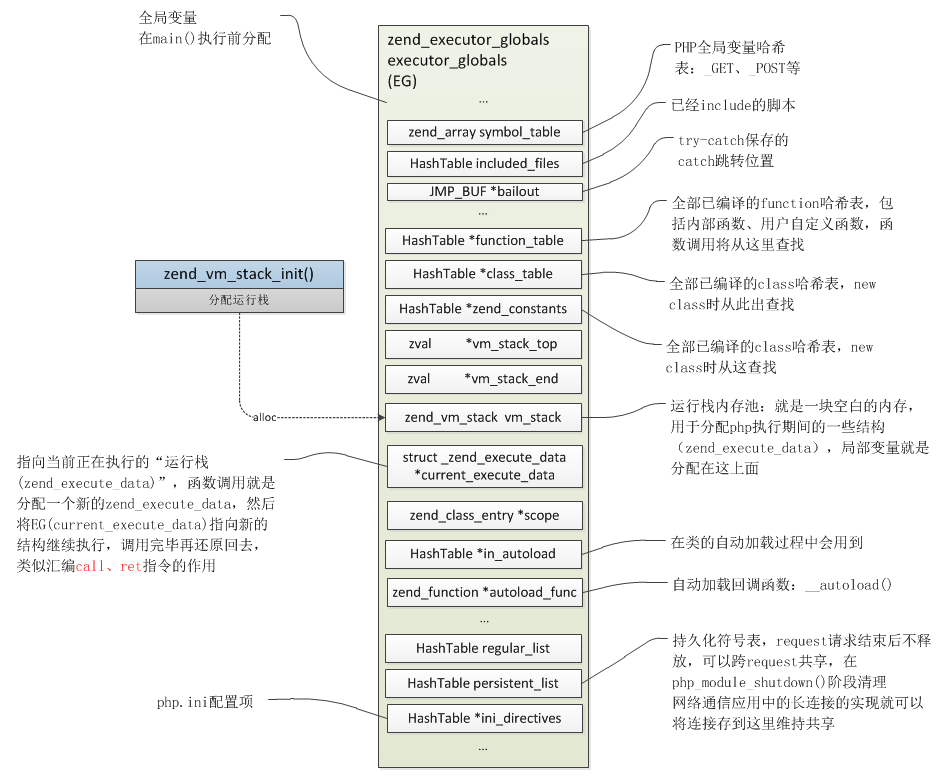 全局变量
在main()执行前分配
zend_executor_globals
executor_globals
(EG)
...
zend_array symbol_table
HashTable included_files
JMP_BUF *bailout
...
HashTable *function_table
HashTable *class_table
HashTable *zend_constants
zval *vm_stack_top
zval *vm_stack_end
zend_vm_stack vm_stack
struct _zend_execute_data
*current_execute_data
zend_class_entry *scope
HashTable *in_autoload
zend_function *autoload_func
...
HashTable regular_list
HashTable persistent_list
HashTable *ini_directives
...
zend_vm_stack_init()
分配运行栈
alloc
指向当前正在执行的“运行栈
(zend_execute_data)”，函数调用就是
分配一个新的zend_execute_data，然后
将EG(current_execute_data)指向新的
结构继续执行，调用完毕再还原回去，
类似汇编call、ret指令的作用
php.ini配置项
PHP全局变量哈希
表：_GET、_POST等
已经include的脚本
try-catch保存的
catch跳转位置
全部已编译的function哈希表，包
括内部函数、用户自定义函数，函
数调用将从这里查找
全部已编译的class哈希表，new
class时从此出查找
全部已编译的class哈希表，new
class时从这查找
运行栈内存池：就是一块空白的内存，
用于分配php执行期间的一些结构
（zend_execute_data），局部变量就是
分配在这上面
在类的自动加载过程中会用到
自动加载回调函数：__autoload()
持久化符号表，request请求结束后不释
放，可以跨request共享，在
php_module_shutdown()阶段清理
网络通信应用中的长连接的实现就可以
将连接存到这里维持共享